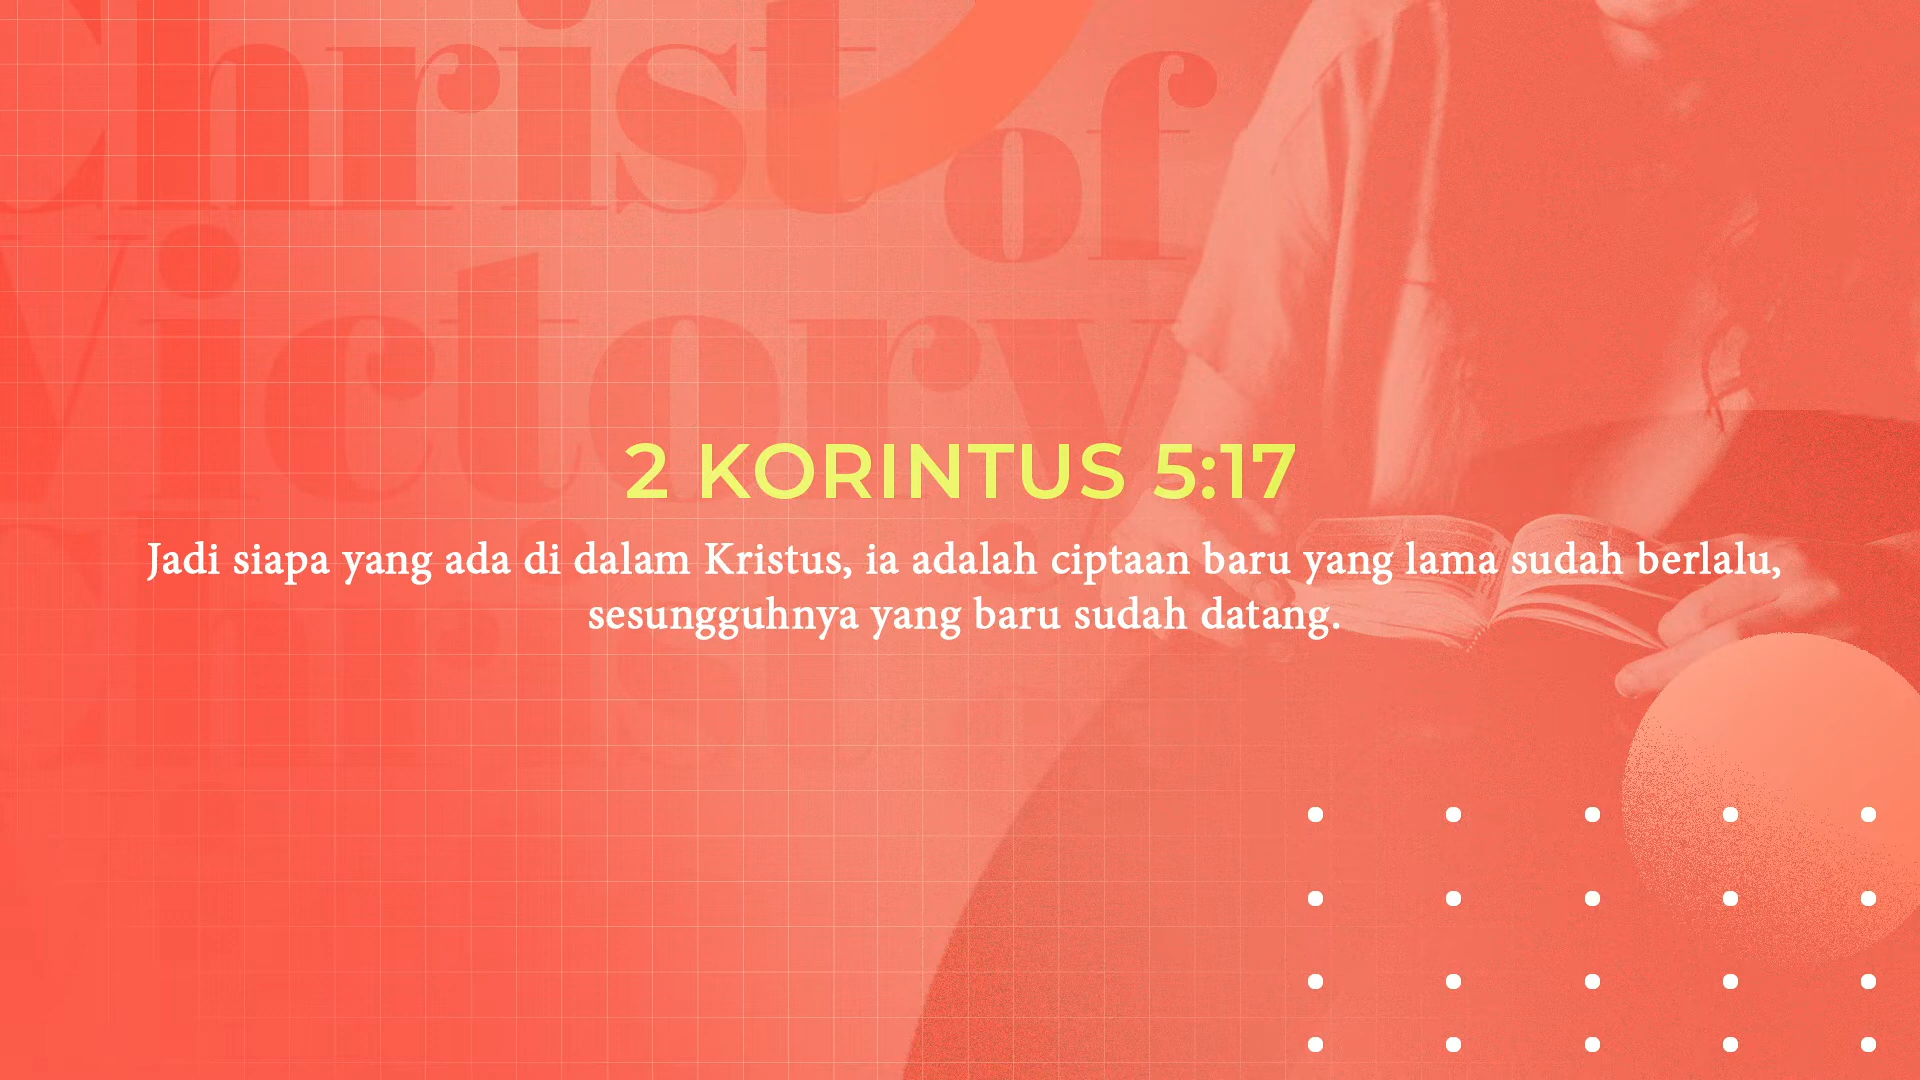 Christ of
Victory
Christ
2 KORINTUS 5:17
Jadi siapa yang ada di dalam Kristus, ia adalah ciptaan baru yang lama sudah berlalu,
sesungguhnya yang baru sudah datang.